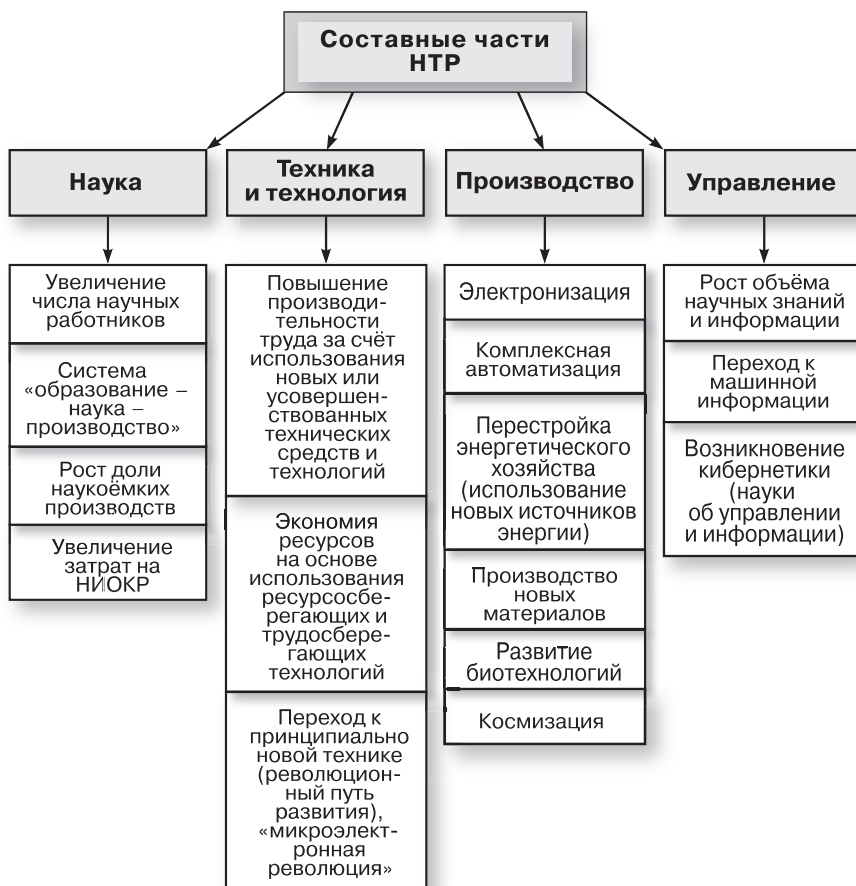 Составные части
НТР
Наука
Увеличение
числа научных
работников
Система
«образование –
наука –
производство»
Рост доли
наукоёмких
производств
Увеличение
затрат на
НИОКР
Техника
и технология
Повышение
производи-
тельности
труда за счёт
использования
новых или
усовершен-
ствованных
технических
средств и
технологий
Экономия
ресурсов
на основе
использования
ресурсосбе-
регающих и
трудосбере-
гающих
технологий
Переход к
принципиально
новой технике
(революцион-
ный путь
развития),
«микроэлект-
ронная
революция»
Производство
Электронизация
Комплексная
автоматизация
Перестройка
энергетического
хозяйства
(использование
новых источников
энергии)
Производство
новых
материалов
Развитие
биотехнологий
Космизация
Управление
Рост объёма
научных знаний
и информации
Переход к
машинной
информации
Возникновение
кибернетики
(науки
об управлении
и информации)